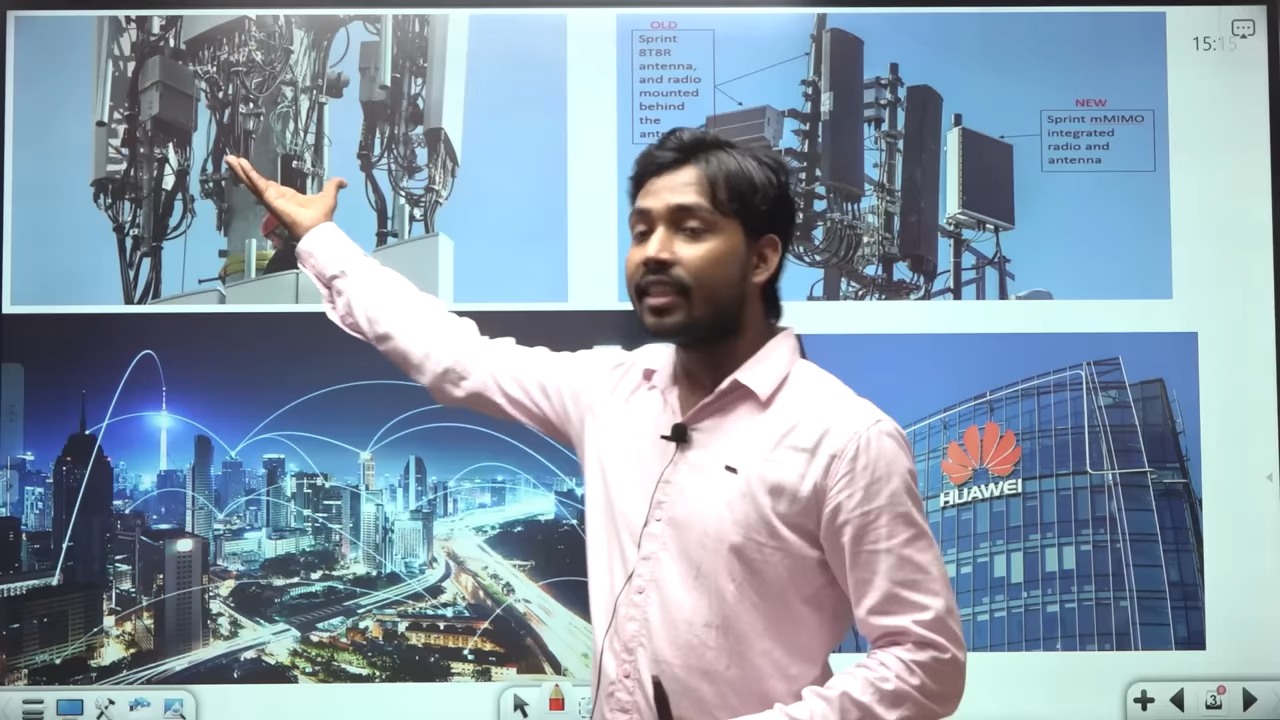 OLD
Sprint
8T8R
antenna,
and radio
mounted
behind
the
15:15
NEW
Sprint mMIMO
integrated
radio and
antenna
HUAWEI
3